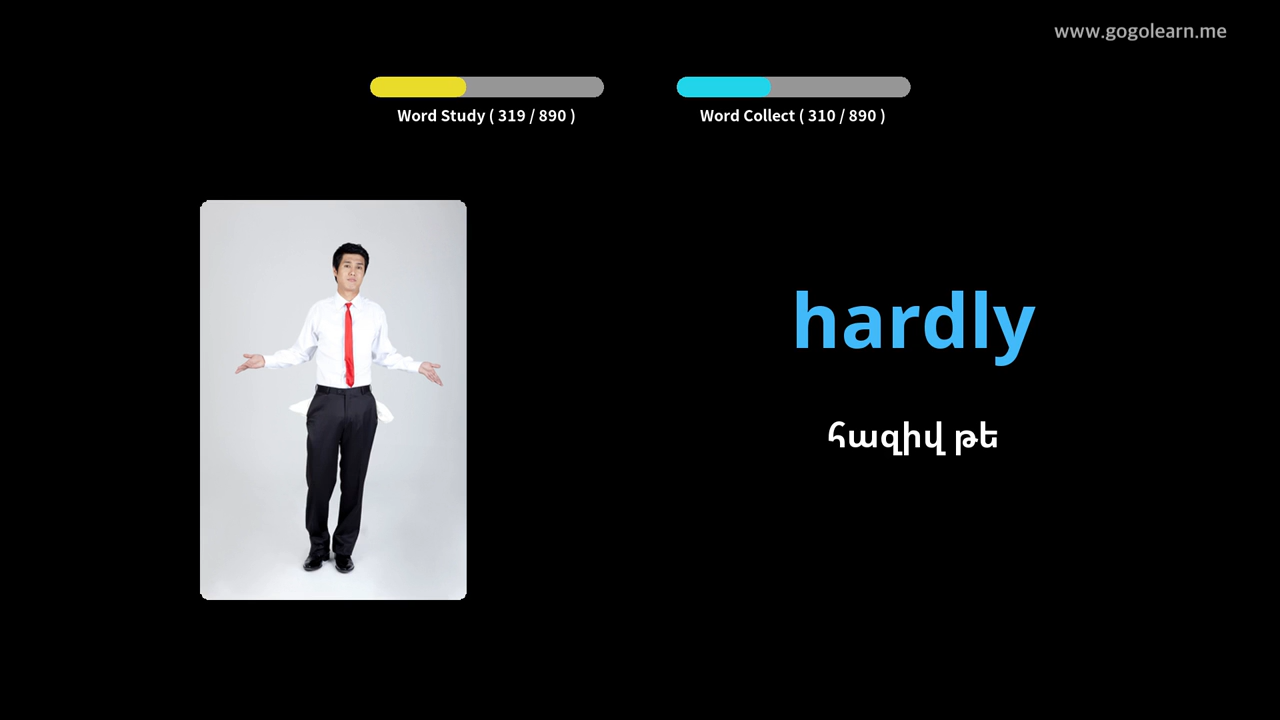 www.gogolearn.me
Word Study ( 319 / 890 )
Word Collect ( 310 / 890 )
hardly
հազիվ թե